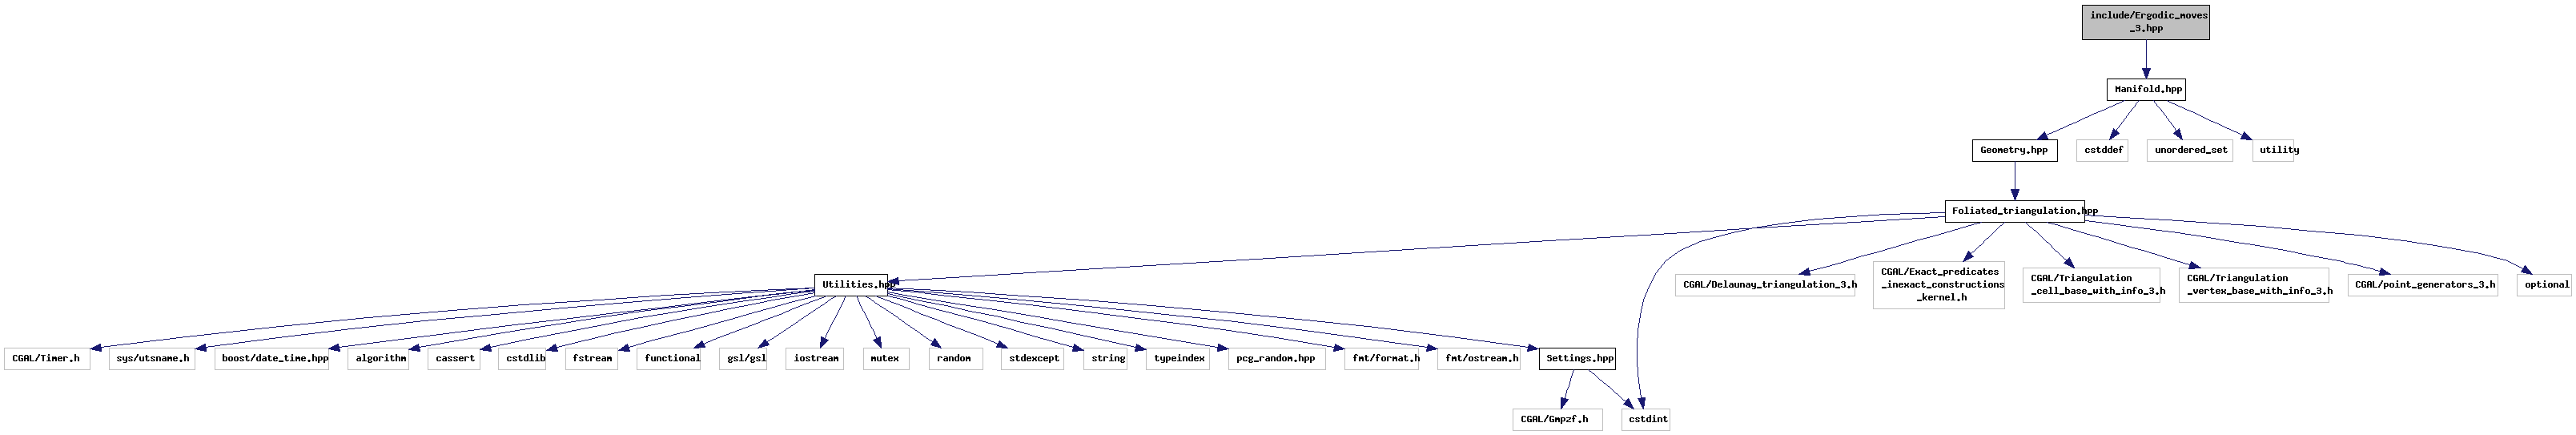 include/Ergodic_moves
_3.hpp
Manifold.hpp
Geometry.hpp
cstddef
unordered_set
utility
Foliated_triangulation.hpp
Utilities.hpp
CGAL/Delaunay_triangulation_3.h
CGAL/Exact_predicates
_inexact_constructions
_kernel.h
CGAL/Triangulation
_cell_base_with_info_3.h
CGAL/Triangulation
_vertex_base_with_info_3.h
CGAL/point_generators_3.h
optional
CGAL/Timer.h
sys/utsname.h
boost/date_time.hpp
algorithm
cassert
cstdlib
fstream
functional
gsl/gsl
iostream
mutex
random
stdexcept
string
typeindex
pcg_random.hpp
fmt/format.h
fmt/ostream.h
Settings.hpp
CGAL/Gmpzf.h
cstdint